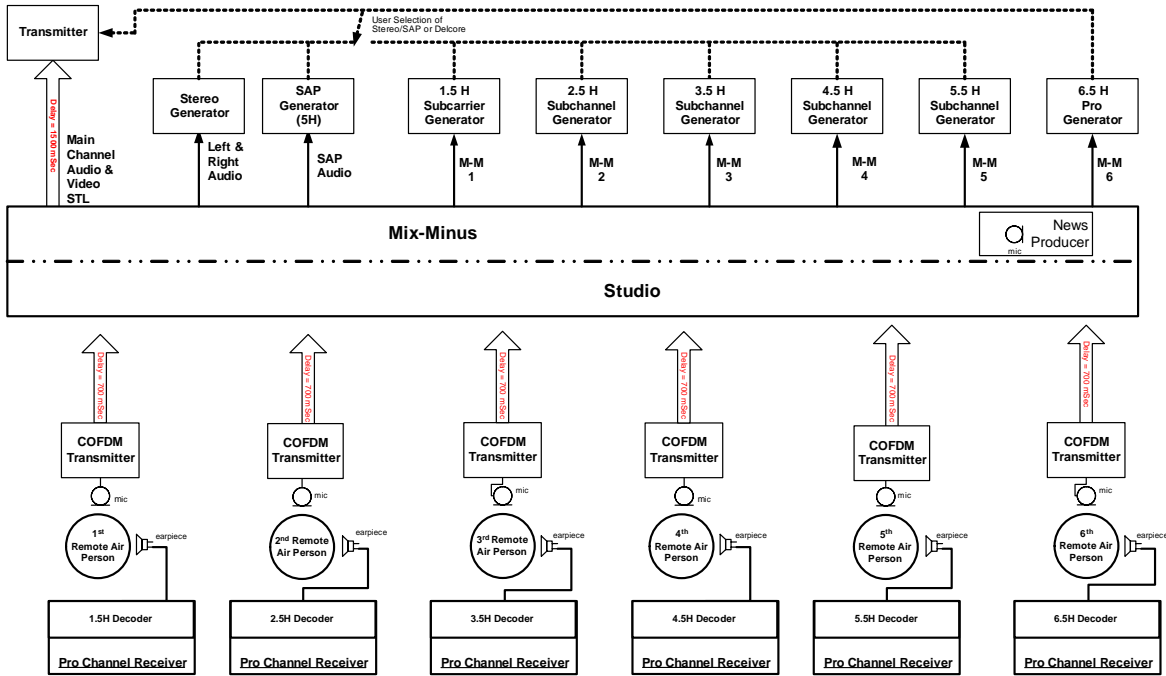 Transmitter
User Selection of
Stereo/SAP or Delcore
Delay = 1500 mSec
Main
Channel
Audio &
Video
STL
Stereo
Generator
SAP
Generator
(5H)
1.5 H
Subcarrier
Generator
2.5 H
Subchannel
Generator
3.5 H
Subchannel
Generator
4.5 H
Subchannel
Generator
5.5 H
Subchannel
Generator
6.5 H
Pro
Generator
Left &
Right
Audio
SAP
Audio
M-M
1
M-M
2
M-M
3
M-M
4
M-M
5
M-M
6
Mix-Minus
News
Producer
mic
Studio
Delay = 700 mSec
Delay = 700 mSec
Delay = 700 mSec
Delay = 700 mSec
Delay = 700 mSec
Delay = 700 mSec
COFDM
Transmitter
COFDM
Transmitter
COFDM
Transmitter
COFDM
Transmitter
COFDM
Transmitter
COFDM
Transmitter
mic
mic
mic
mic
mic
mic
1st
Remote Air
Person
earpiece
2nd Remote
Air Person
earpiece
3rd Remote
Air Person
earpiece
4th
Remote Air
Person
earpiece
5th
Remote Air
Person
earpiece
6th
Remote Air
Person
earpiece
1.5H Decoder
Pro Channel Receiver
2.5H Decoder
Pro Channel Receiver
3.5H Decoder
Pro Channel Receiver
4.5H Decoder
Pro Channel Receiver
5.5H Decoder
Pro Channel Receiver
6.5H Decoder
Pro Channel Receiver